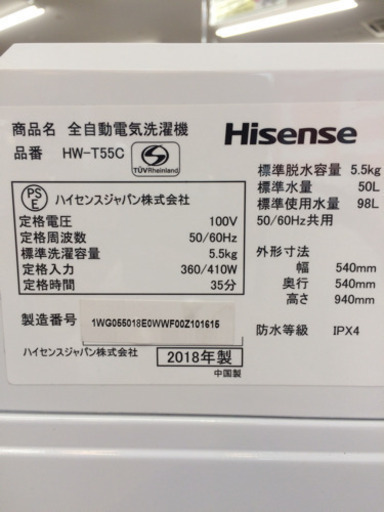 商品名 全自動電気洗濯機
Hisense
品番 HW-T55C
TÜVRheinland
PS
E
ハイセンスジャパン株式会社
定格電圧 100V
定格周波数 50/60Hz
標準洗濯容量 5.5kg
定格入力 360/410W
定格時間 35分
標準脱水容量 5.5kg
標準水量 50L
標準使用水量 98L
50/60Hz共用
外形寸法
幅 540mm
奥行 540mm
高さ 940mm
防水等級 IPX4
製造番号 1WG055018E0WWF00Z101615
ハイセンスジャパン株式会社
2018年製
中国製